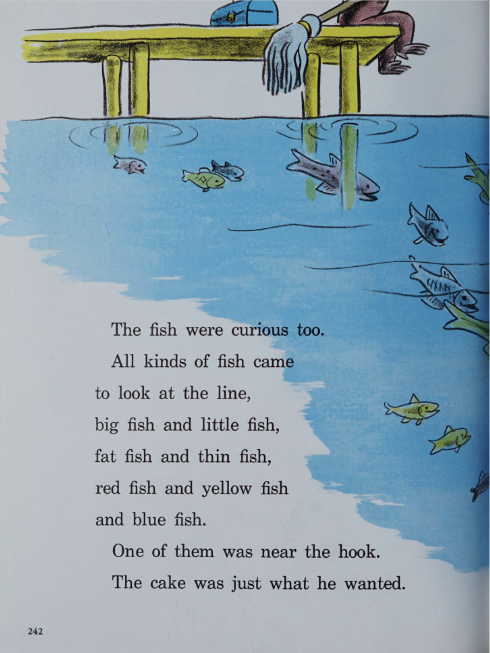 The fish were curious too.
All kinds of fish came
to look at the line,
big fish and little fish,
fat fish and thin fish,
red fish and yellow fish
and blue fish.
One of them was near the hook.
The cake was just what he wanted.
242